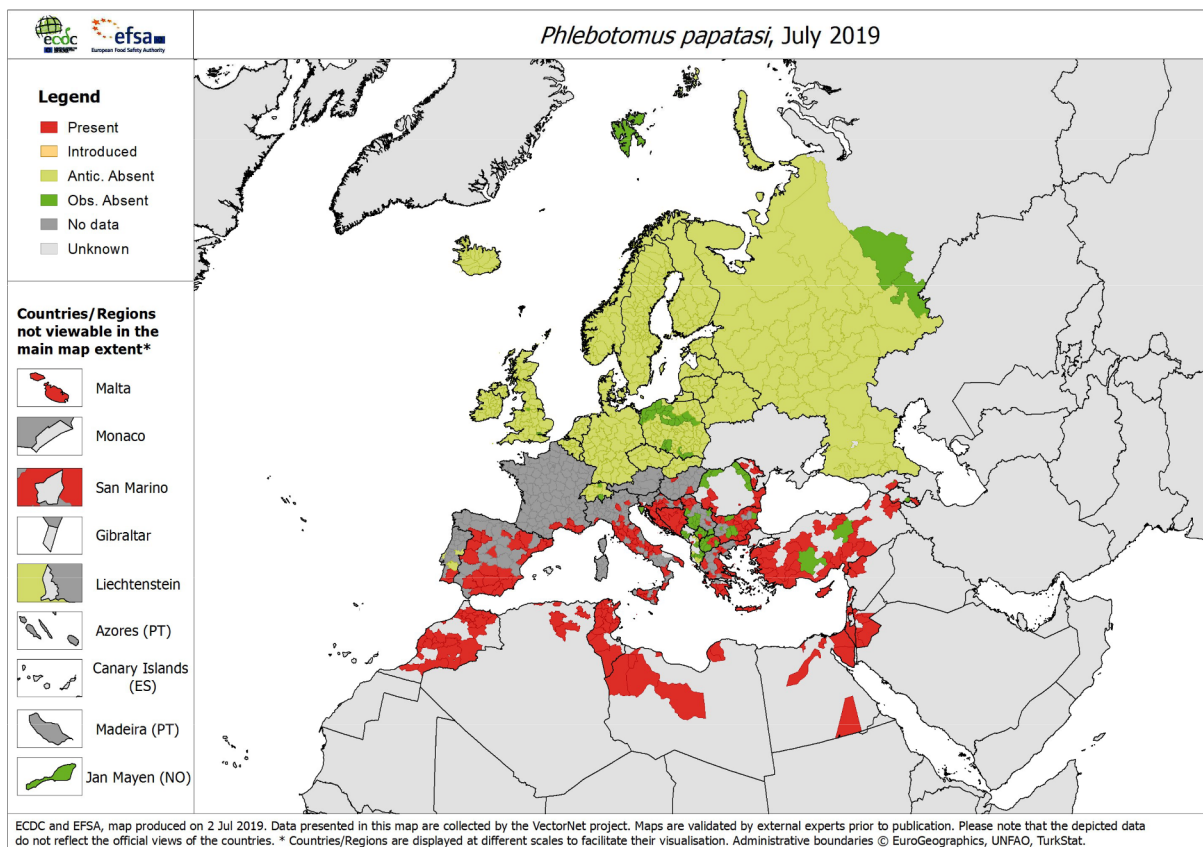 ecdc
efsa
European Food Safety Authority
Phlebotomus papatasi, July 2019
Legend
Present
Introduced
Antic. Absent
Obs. Absent
No data
Unknown
Countries/Regions
not viewable in the
main map extent*
Malta
Monaco
San Marino
Gibraltar
Liechtenstein
Azores (PT)
Canary Islands
(ES)
Madeira (PT)
Jan Mayen (NO)
ECDC and EFSA, map produced on 2 Jul 2019. Data presented in this map are collected by the VectorNet project. Maps are validated by external experts prior to publication. Please note that the depicted data
do not reflect the official views of the countries. * Countries/Regions are displayed at different scales to facilitate their visualisation. Administrative boundaries © EuroGeographics, UNFAO, TurkStat.